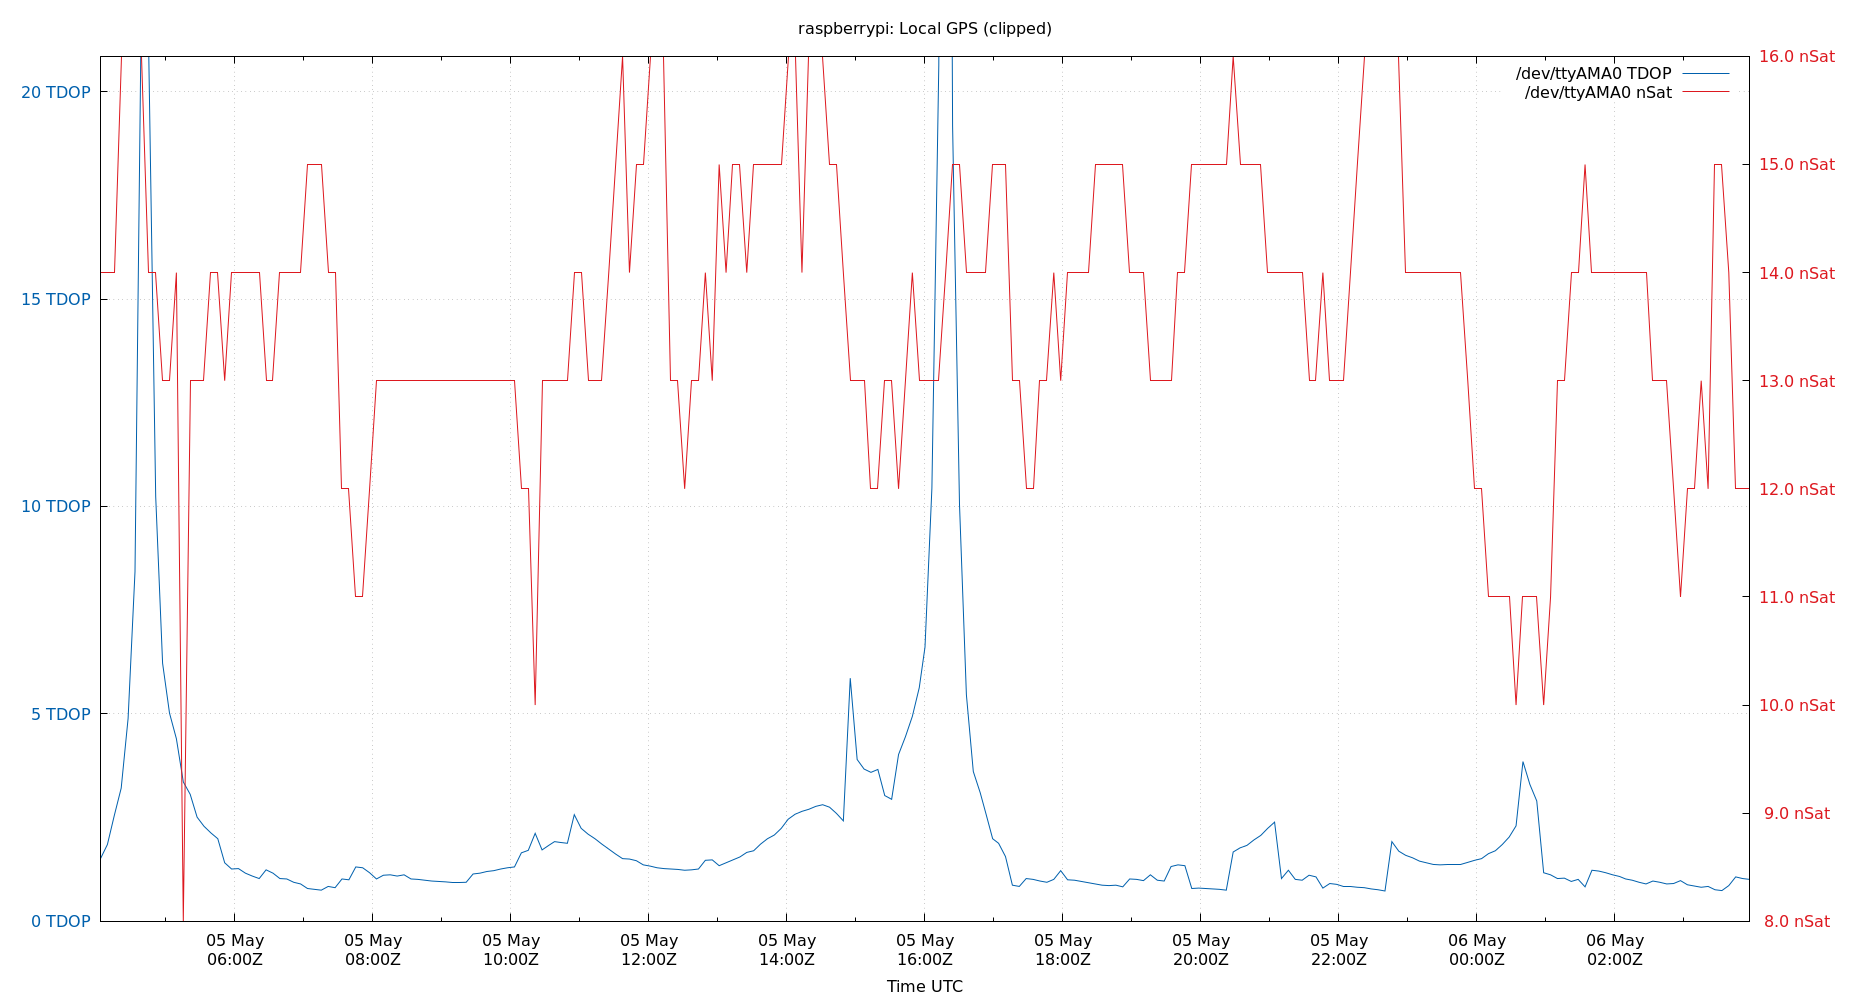 raspberrypi: Local GPS (clipped)
/dev/ttyAMA0 TDOP
/dev/ttyAMA0 nSat
20 TDOP
15 TDOP
10 TDOP
5 TDOP
0 TDOP
16.0 nSat
15.0 nSat
14.0 nSat
13.0 nSat
12.0 nSat
11.0 nSat
10.0 nSat
9.0 nSat
8.0 nSat
05 May 05 May 05 May 05 May 05 May 05 May 05 May 05 May 05 May 06 May 06 May
06:00Z 08:00Z 10:00Z 12:00Z 14:00Z 16:00Z 18:00Z 20:00Z 22:00Z 00:00Z 02:00Z
Time UTC